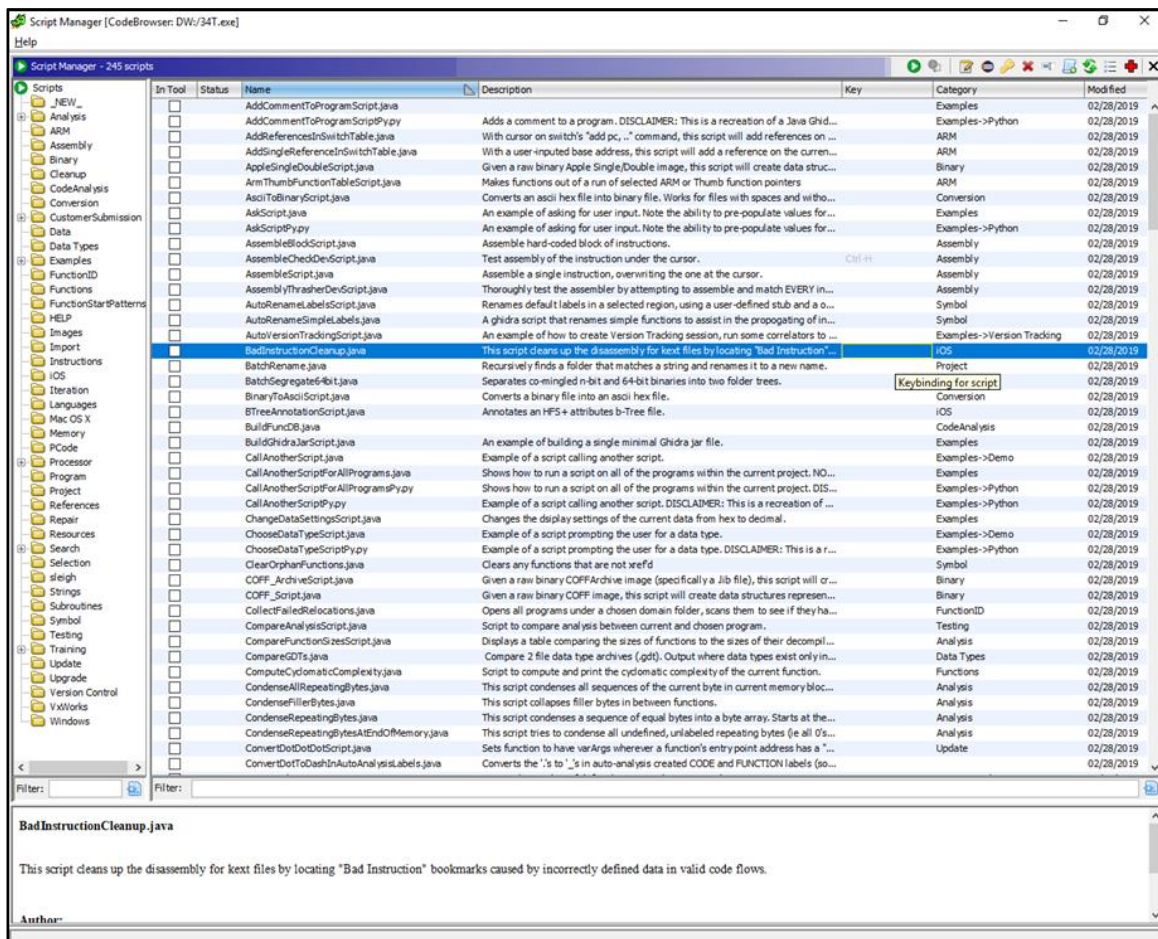 Script Manager [CodeBrowser: DW:/34T.exe]
Help
Script Manager - 245 scripts
Scripts
_NEW_
Analysis
ARM
Assembly
Binary
Cleanup
CodeAnalysis
Conversion
CustomerSubmission
Data
Data Types
Examples
FunctionID
Functions
FunctionStartPatterns
HELP
Images
Import
Instructions
iOS
Iteration
Languages
Mac OS X
Memory
PCode
Processor
Program
Project
References
Repair
Resources
Search
Selection
sleigh
Strings
Subroutines
Symbol
Testing
Training
Update
Upgrade
Version Control
VxWorks
Windows
Filter:
In Tool Status Name Description Key Category Modified
AddCommentToProgramScript.java Examples 02/28/2019
AddCommentToProgramScriptPy.py Adds a comment to a program. DISCLAIMER: This is a recreation of a Java Ghid... Examples->Python 02/28/2019
AddReferencesInSwitchTable.java With cursor on switch's "add pc, .." command, this script will add references on ... ARM 02/28/2019
AddSingleReferenceInSwitchTable.java With a user-inputed base address, this script will add a reference on the curren... ARM 02/28/2019
AppleSingleDoubleScript.java Given a raw binary Apple Single/Double image, this script will create data struc... Binary 02/28/2019
ArmThumbFunctionTableScript.java Makes functions out of a run of selected ARM or Thumb function pointers ARM 02/28/2019
AsciiToBinaryScript.java Converts an ascii hex file into binary file. Works for files with spaces and witho... Conversion 02/28/2019
AskScript.java An example of asking for user input. Note the ability to pre-populate values for... Examples 02/28/2019
AskScriptPy.py An example of asking for user input. Note the ability to pre-populate values for... Examples->Python 02/28/2019
AssembleBlockScript.java Assemble hard-coded block of instructions. Assembly 02/28/2019
AssembleCheckDevScript.java Test assembly of the instruction under the cursor. Ctrl-H Assembly 02/28/2019
AssembleScript.java Assemble a single instruction, overwriting the one at the cursor. Assembly 02/28/2019
AssemblyThrasherDevScript.java Thoroughly test the assembler by attempting to assemble and match EVERY in... Assembly 02/28/2019
AutoRenameLabelsScript.java Renames default labels in a selected region, using a user-defined stub and a o... Symbol 02/28/2019
AutoRenameSimpleLabels.java A ghidra script that renames simple functions to assist in the propogating of in... Symbol 02/28/2019
AutoVersionTrackingScript.java An example of how to create Version Tracking session, run some correlators to ... Examples->Version Tracking 02/28/2019
BadInstructionCleanup.java This script cleans up the disassembly for kext files by locating "Bad Instruction"... iOS 02/28/2019
BatchRename.java Recursively finds a folder that matches a string and renames it to a new name. Project 02/28/2019
BatchSegregate64bit.java Separates co-mingled n-bit and 64-bit binaries into two folder trees. Keybinding for script 02/28/2019
BinaryToAsciiScript.java Converts a binary file into an ascii hex file. Conversion 02/28/2019
BTreeAnnotationScript.java Annotates an HFS+ attributes b-Tree file. iOS 02/28/2019
BuildFuncDB.java CodeAnalysis 02/28/2019
BuildGhidraJarScript.java An example of building a single minimal Ghidra jar file. Examples 02/28/2019
CallAnotherScript.java Example of a script calling another script. Examples->Demo 02/28/2019
CallAnotherScriptForAllPrograms.java Shows how to run a script on all of the programs within the current project. NO... Examples 02/28/2019
CallAnotherScriptForAllProgramsPy.py Shows how to run a script on all of the programs within the current project. DIS... Examples->Python 02/28/2019
CallAnotherScriptPy.py Example of a script calling another script. DISCLAIMER: This is a recreation of ... Examples->Python 02/28/2019
ChangeDataSettingsScript.java Changes the dsiplay settings of the current data from hex to decimal. Examples 02/28/2019
ChooseDataTypeScript.java Example of a script prompting the user for a data type. Examples->Demo 02/28/2019
ChooseDataTypeScriptPy.py Example of a script prompting the user for a data type. DISCLAIMER: This is a r... Examples->Python 02/28/2019
ClearOrphanFunctions.java Clears any functions that are not xref'd Symbol 02/28/2019
COFF_ArchiveScript.java Given a raw binary COFFArchive image (specifically a .lib file), this script will cr... Binary 02/28/2019
COFF_Script.java Given a raw binary COFF image, this script will create data structures represen... Binary 02/28/2019
CollectFailedRelocations.java Opens all programs under a chosen domain folder, scans them to see if they ha... FunctionID 02/28/2019
CompareAnalysisScript.java Script to compare analysis between current and chosen program. Testing 02/28/2019
CompareFunctionSizesScript.java Displays a table comparing the sizes of functions to the sizes of their decompil... Analysis 02/28/2019
CompareGDTs.java Compare 2 file data type archives (.gdt). Output where data types exist only in... Data Types 02/28/2019
ComputeCyclomaticComplexity.java Script to compute and print the cyclomatic complexity of the current function. Functions 02/28/2019
CondenseAllRepeatingBytes.java This script condenses all sequences of the current byte in current memory bloc... Analysis 02/28/2019
CondenseFillerBytes.java This script collapses filler bytes in between functions. Analysis 02/28/2019
CondenseRepeatingBytes.java This script condenses a sequence of equal bytes into a byte array. Starts at the... Analysis 02/28/2019
CondenseRepeatingBytesAtEndOfMemory.java This script tries to condense all undefined, unlabeled repeating bytes (ie all 0's... Analysis 02/28/2019
ConvertDotDotDotScript.java Sets function to have varArgs wherever a function's entry point address has a "... Update 02/28/2019
ConvertDotToDashInAutoAnalysisLabels.java Converts the '.'s to '_'s in auto-analysis created CODE and FUNCTION labels (so... 02/28/2019
Filter:
BadInstructionCleanup.java
This script cleans up the disassembly for kext files by locating "Bad Instruction" bookmarks caused by incorrectly defined data in valid code flows.
Author: